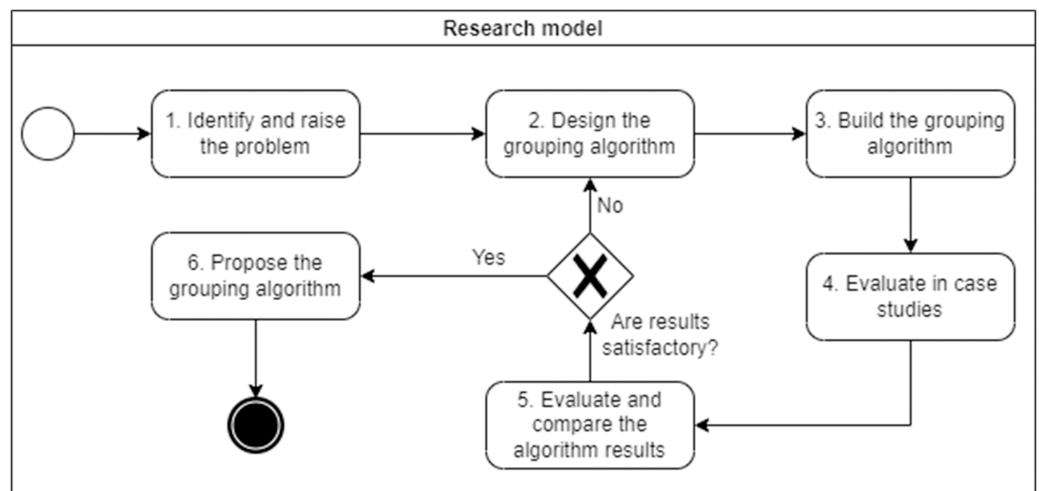 Research model
1. Identify and raise
the problem
2. Design the
grouping algorithm
3. Build the grouping
algorithm
No
Yes
6. Propose the
grouping algorithm
4. Evaluate in case
studies
Are results
satisfactory?
5. Evaluate and
compare the
algorithm results